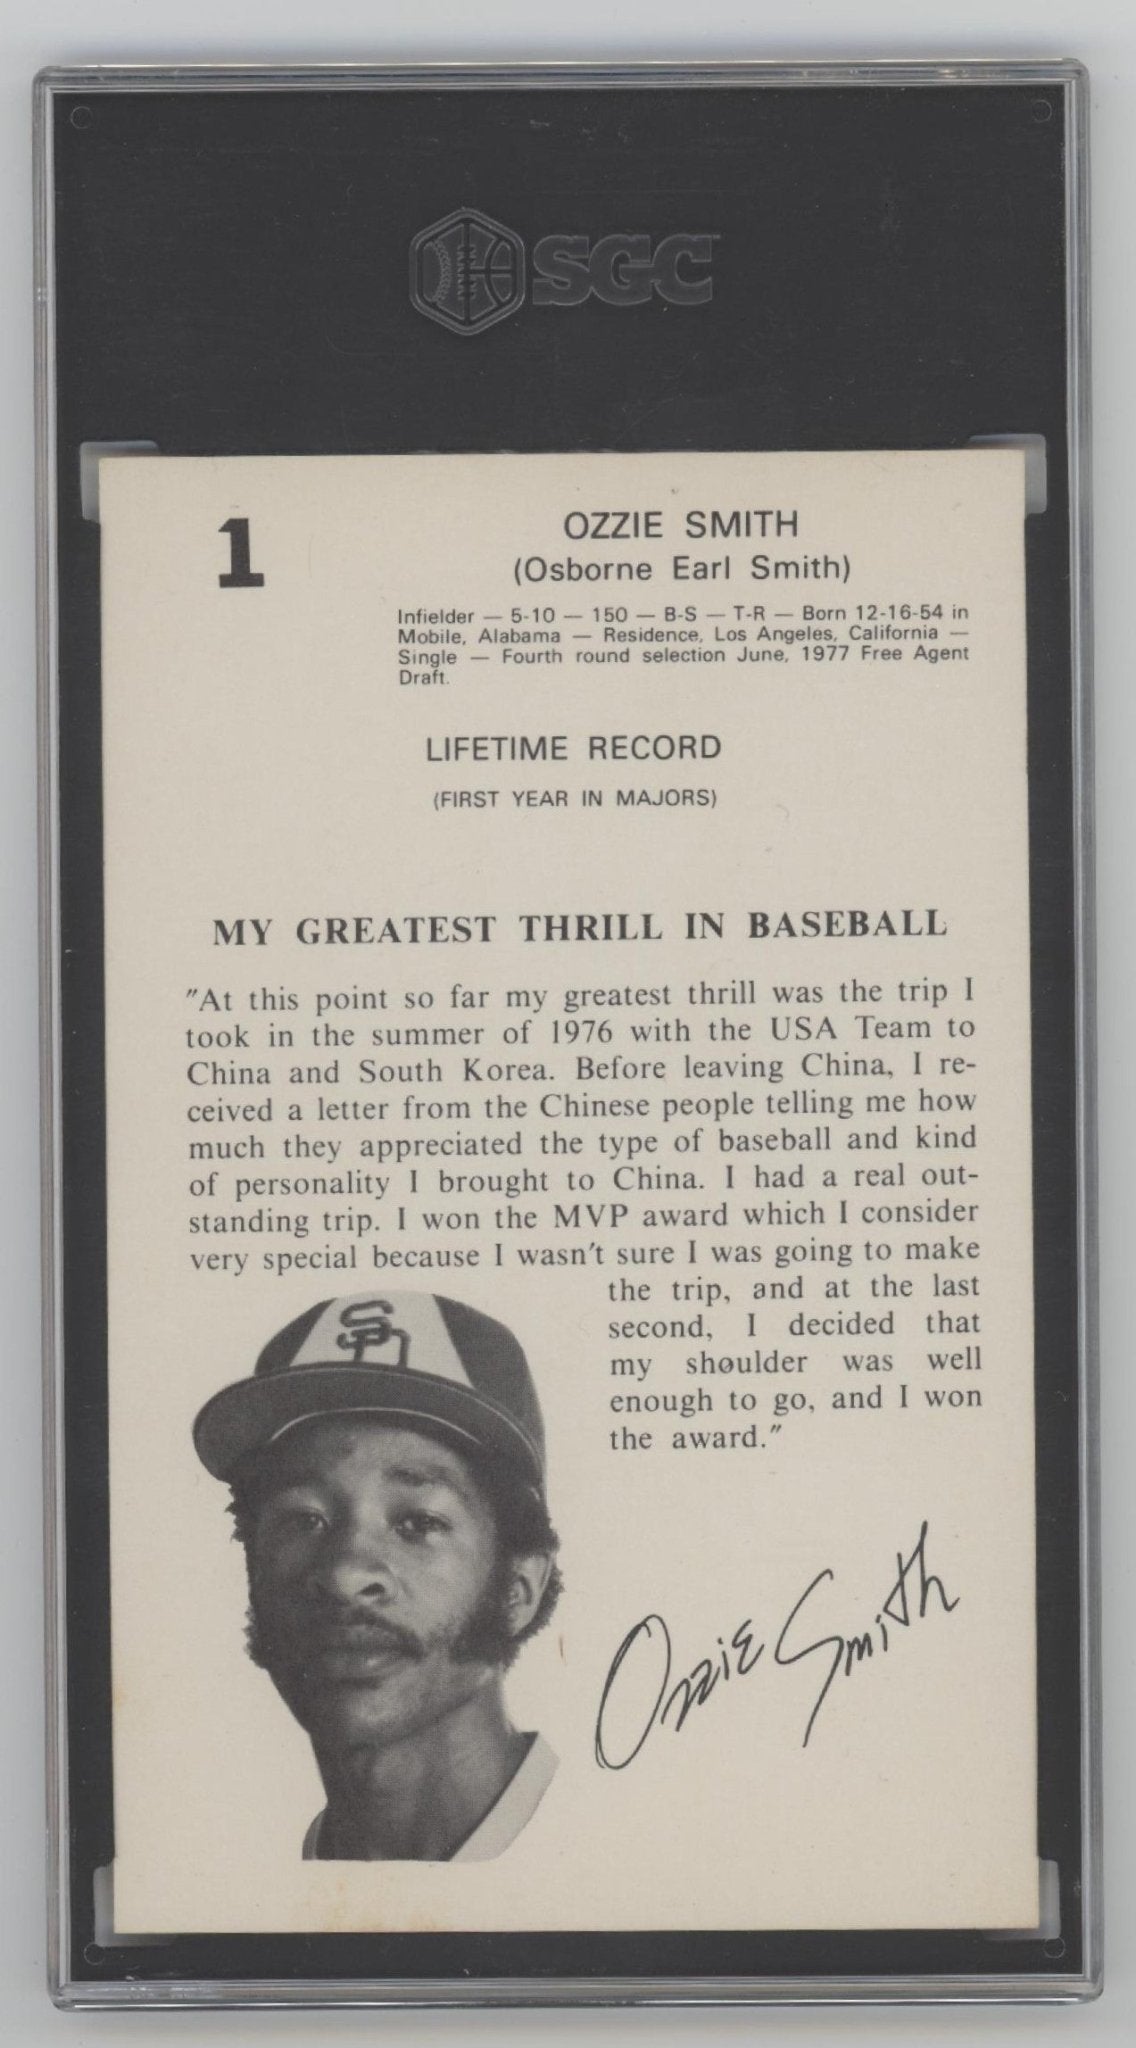 SGC
1
OZZIE SMITH
(Osborne Earl Smith)
Infielder — 5-10 — 150 — B-S — T-R — Born 12-16-54 in
Mobile, Alabama — Residence, Los Angeles, California —
Single — Fourth round selection June, 1977 Free Agent
Draft.
LIFETIME RECORD
(FIRST YEAR IN MAJORS)
MY GREATEST THRILL IN BASEBALL
"At this point so far my greatest thrill was the trip I
took in the summer of 1976 with the USA Team to
China and South Korea. Before leaving China, I re-
ceived a letter from the Chinese people telling me how
much they appreciated the type of baseball and kind
of personality I brought to China. I had a real out-
standing trip. I won the MVP award which I consider
very special because I wasn't sure I was going to make
the trip, and at the last
second, I decided that
my shoulder was well
enough to go, and I won
the award."
SD
Ozzie Smith